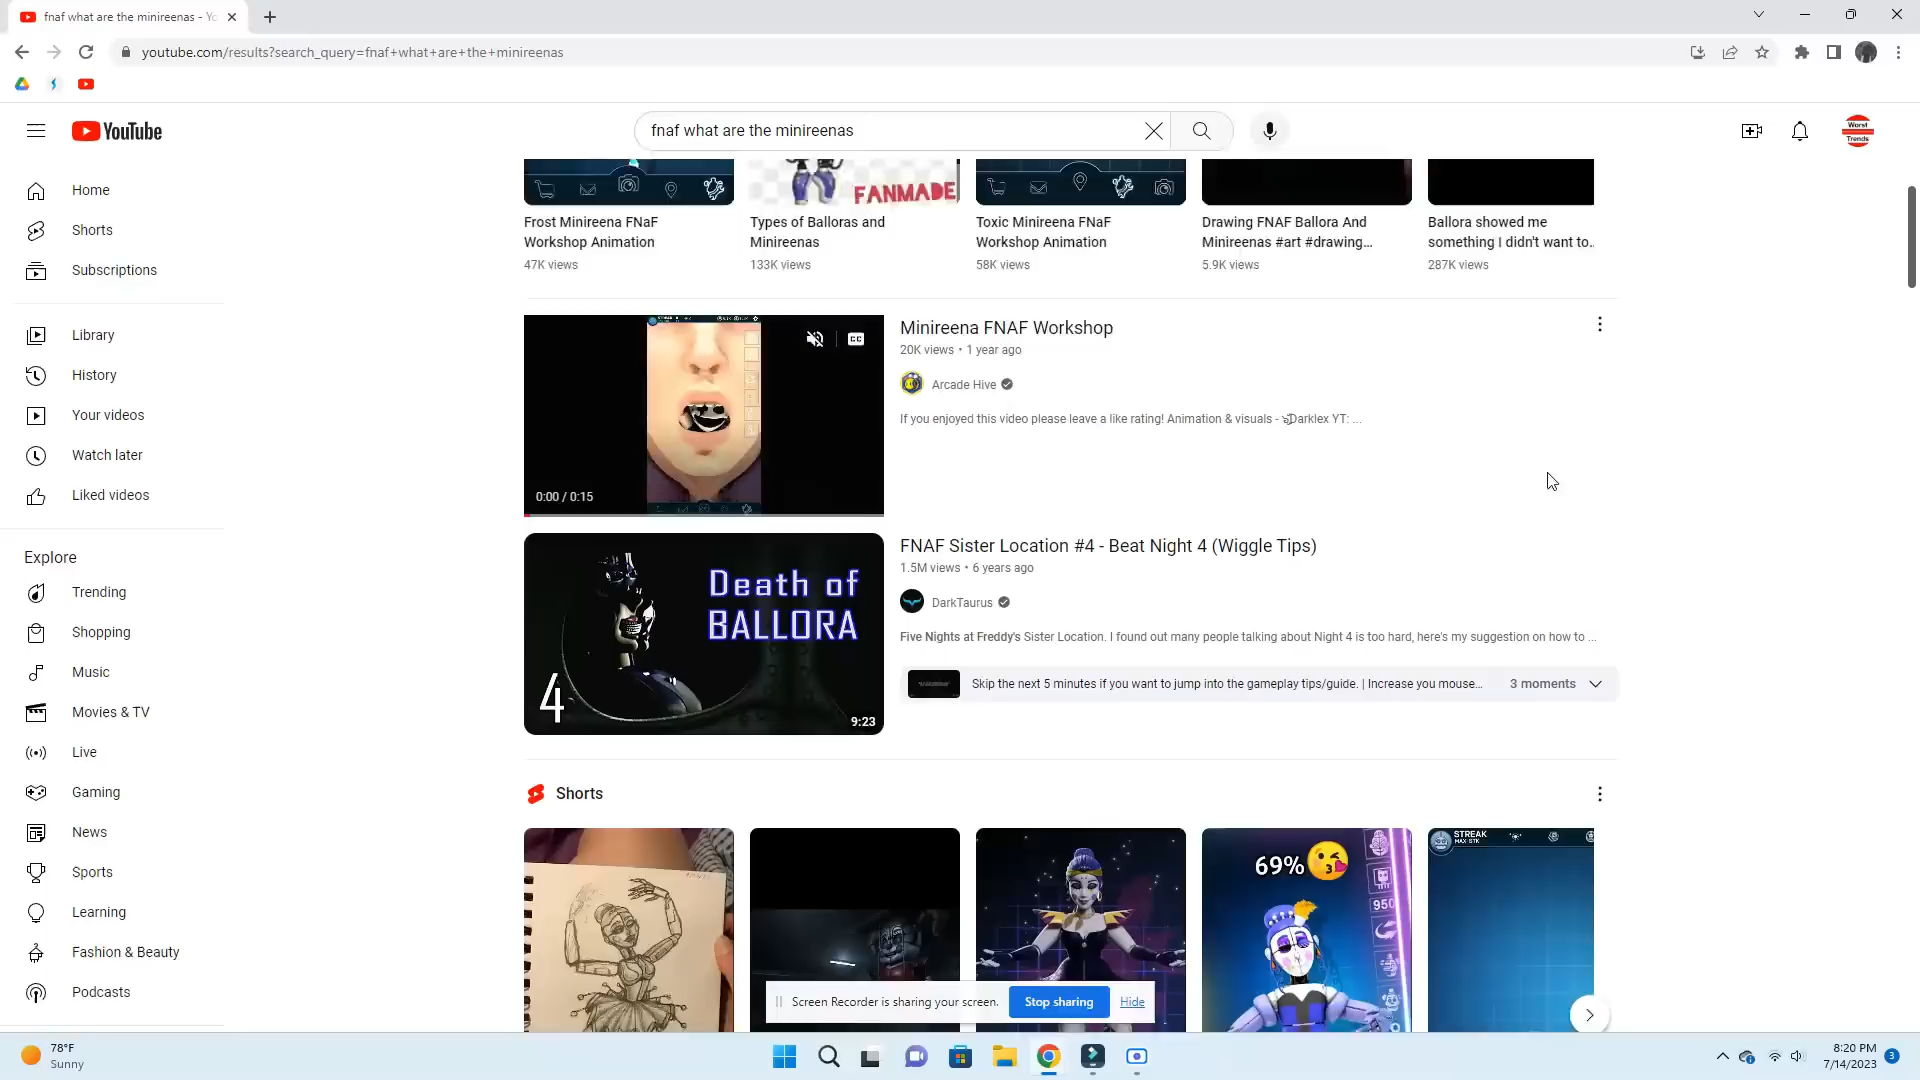 fnaf what are the minireenas - Yo
youtube.com/results?search_query=fnaf+what+are+the+minireenas
YouTube
fnaf what are the minireenas
Worst
Trends
Home
Shorts
Subscriptions
Library
History
Your videos
Watch later
Liked videos
Explore
Trending
Shopping
Music
Movies & TV
Live
Gaming
News
Sports
Learning
Fashion & Beauty
Podcasts
FANMADE
Frost Minireena FNaF
Workshop Animation
47K views
Types of Balloras and
Minireenas
133K views
Toxic Minireena FNaF
Workshop Animation
58K views
Drawing FNAF Ballora And
Minireenas #art #drawing...
5.9K views
Ballora showed me
something I didn't want to..
287K views
STREAK
CC
0:00 / 0:15
Minireena FNAF Workshop
20K views • 1 year ago
Arcade Hive
If you enjoyed this video please leave a like rating! Animation & visuals - Darklex YT: ...
Death of
BALLORA
4
9:23
FNAF Sister Location #4 - Beat Night 4 (Wiggle Tips)
1.5M views • 6 years ago
DarkTaurus
Five Nights at Freddy's Sister Location. I found out many people talking about Night 4 is too hard, here's my suggestion on how to ...
Skip the next 5 minutes if you want to jump into the gameplay tips/guide. | Increase you mouse...
3 moments
Shorts
69%
950
STREAK
Screen Recorder is sharing your screen.
Stop sharing
Hide
78°F
Sunny
8:20 PM
7/14/2023
3